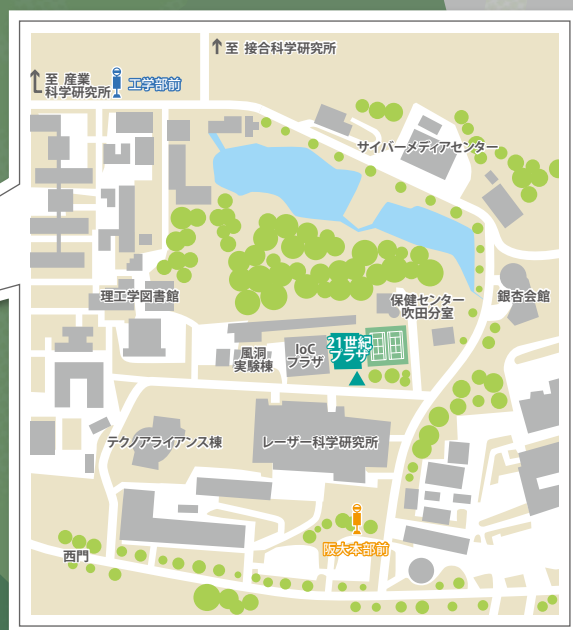 至 接合科学研究所
至 産業
科学研究所
工学部前
サイバーメディアセンター
理工学図書館
保健センター
吹田分室
銀杏会館
風洞
実験棟
IoC
プラザ
21世紀
プラザ
テクノアライアンス棟
レーザー科学研究所
阪大本部前
西門